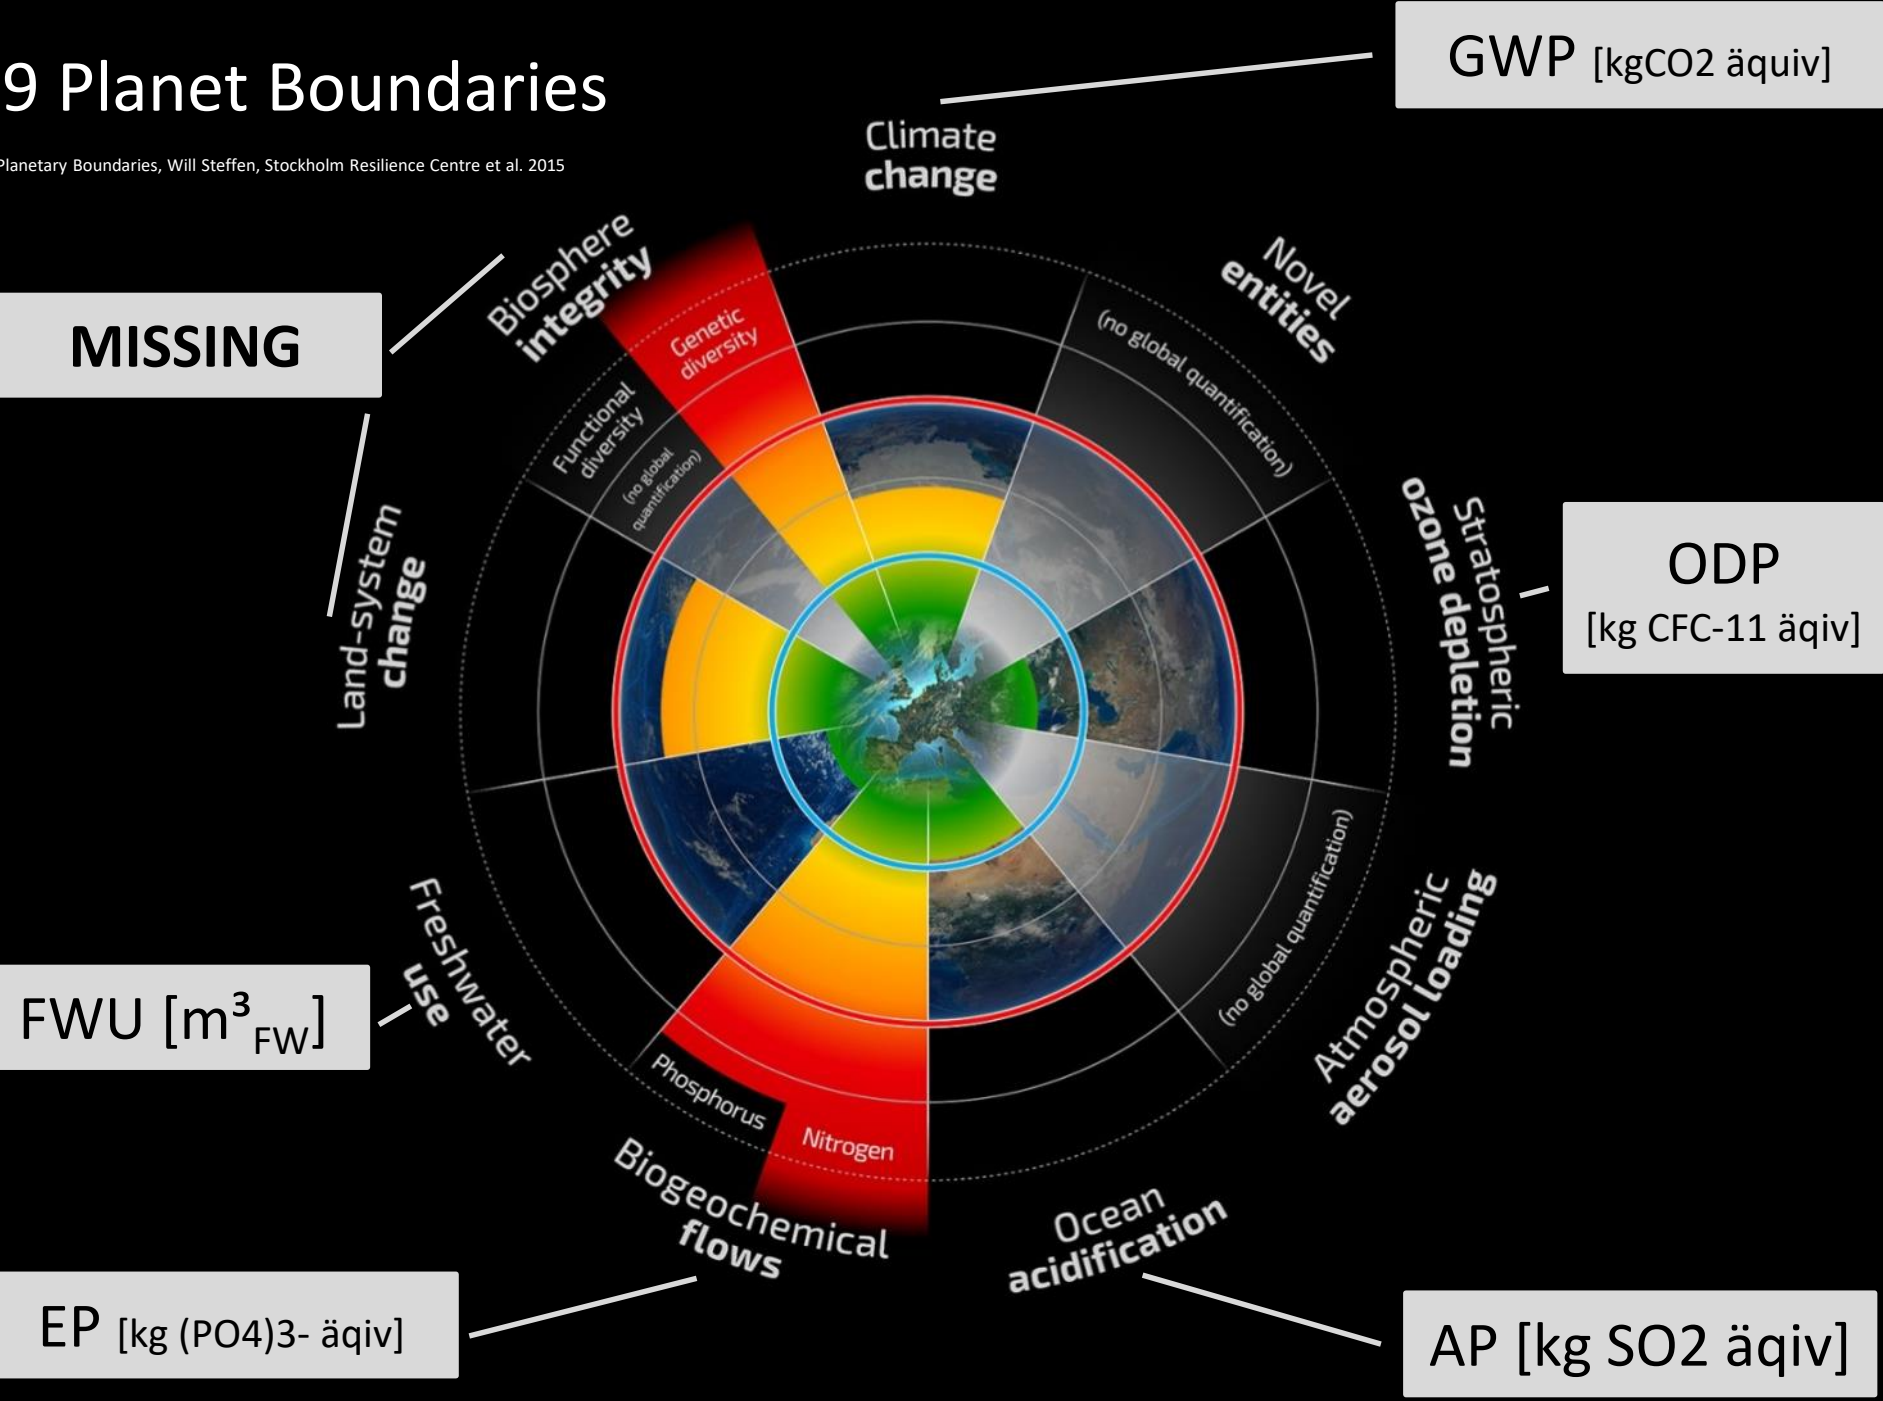 9 Planet Boundaries
Planetary Boundaries, Will Steffen, Stockholm Resilience Centre et al. 2015
GWP [kgCO2 äquiv]
Climate
change
Biosphere
integrity
Novel
entities
MISSING
Genetic
diversity
(no global quantification)
Functional
diversity
(no global
quantification)
Land-system
change
Stratospheric
ozone depletion
ODP
[kg CFC-11 äqiv]
Freshwater
use
FWU [m³FW]
(no global quantification)
Atmospheric
aerosol loading
Phosphorus
Nitrogen
Biogeochemical
flows
Ocean
acidification
EP [kg (PO4)3- äqiv]
AP [kg SO2 äqiv]